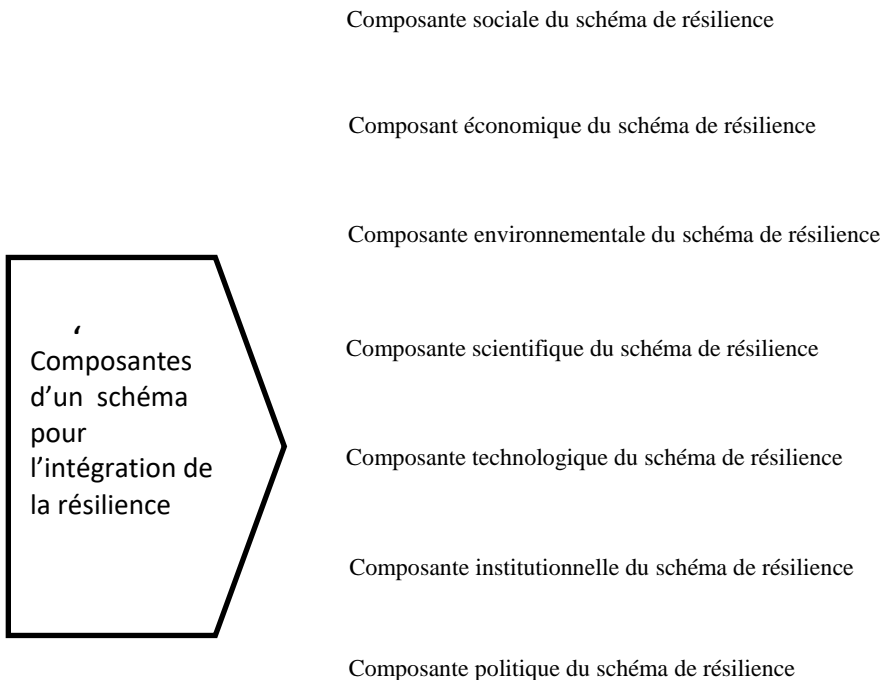 Composante sociale du schéma de résilience
Composant économique du schéma de résilience
Composante environnementale du schéma de résilience
‘
Composantes
d’un schéma
pour
l’intégration de
la résilience
Composante scientifique du schéma de résilience
Composante technologique du schéma de résilience
Composante institutionnelle du schéma de résilience
Composante politique du schéma de résilience